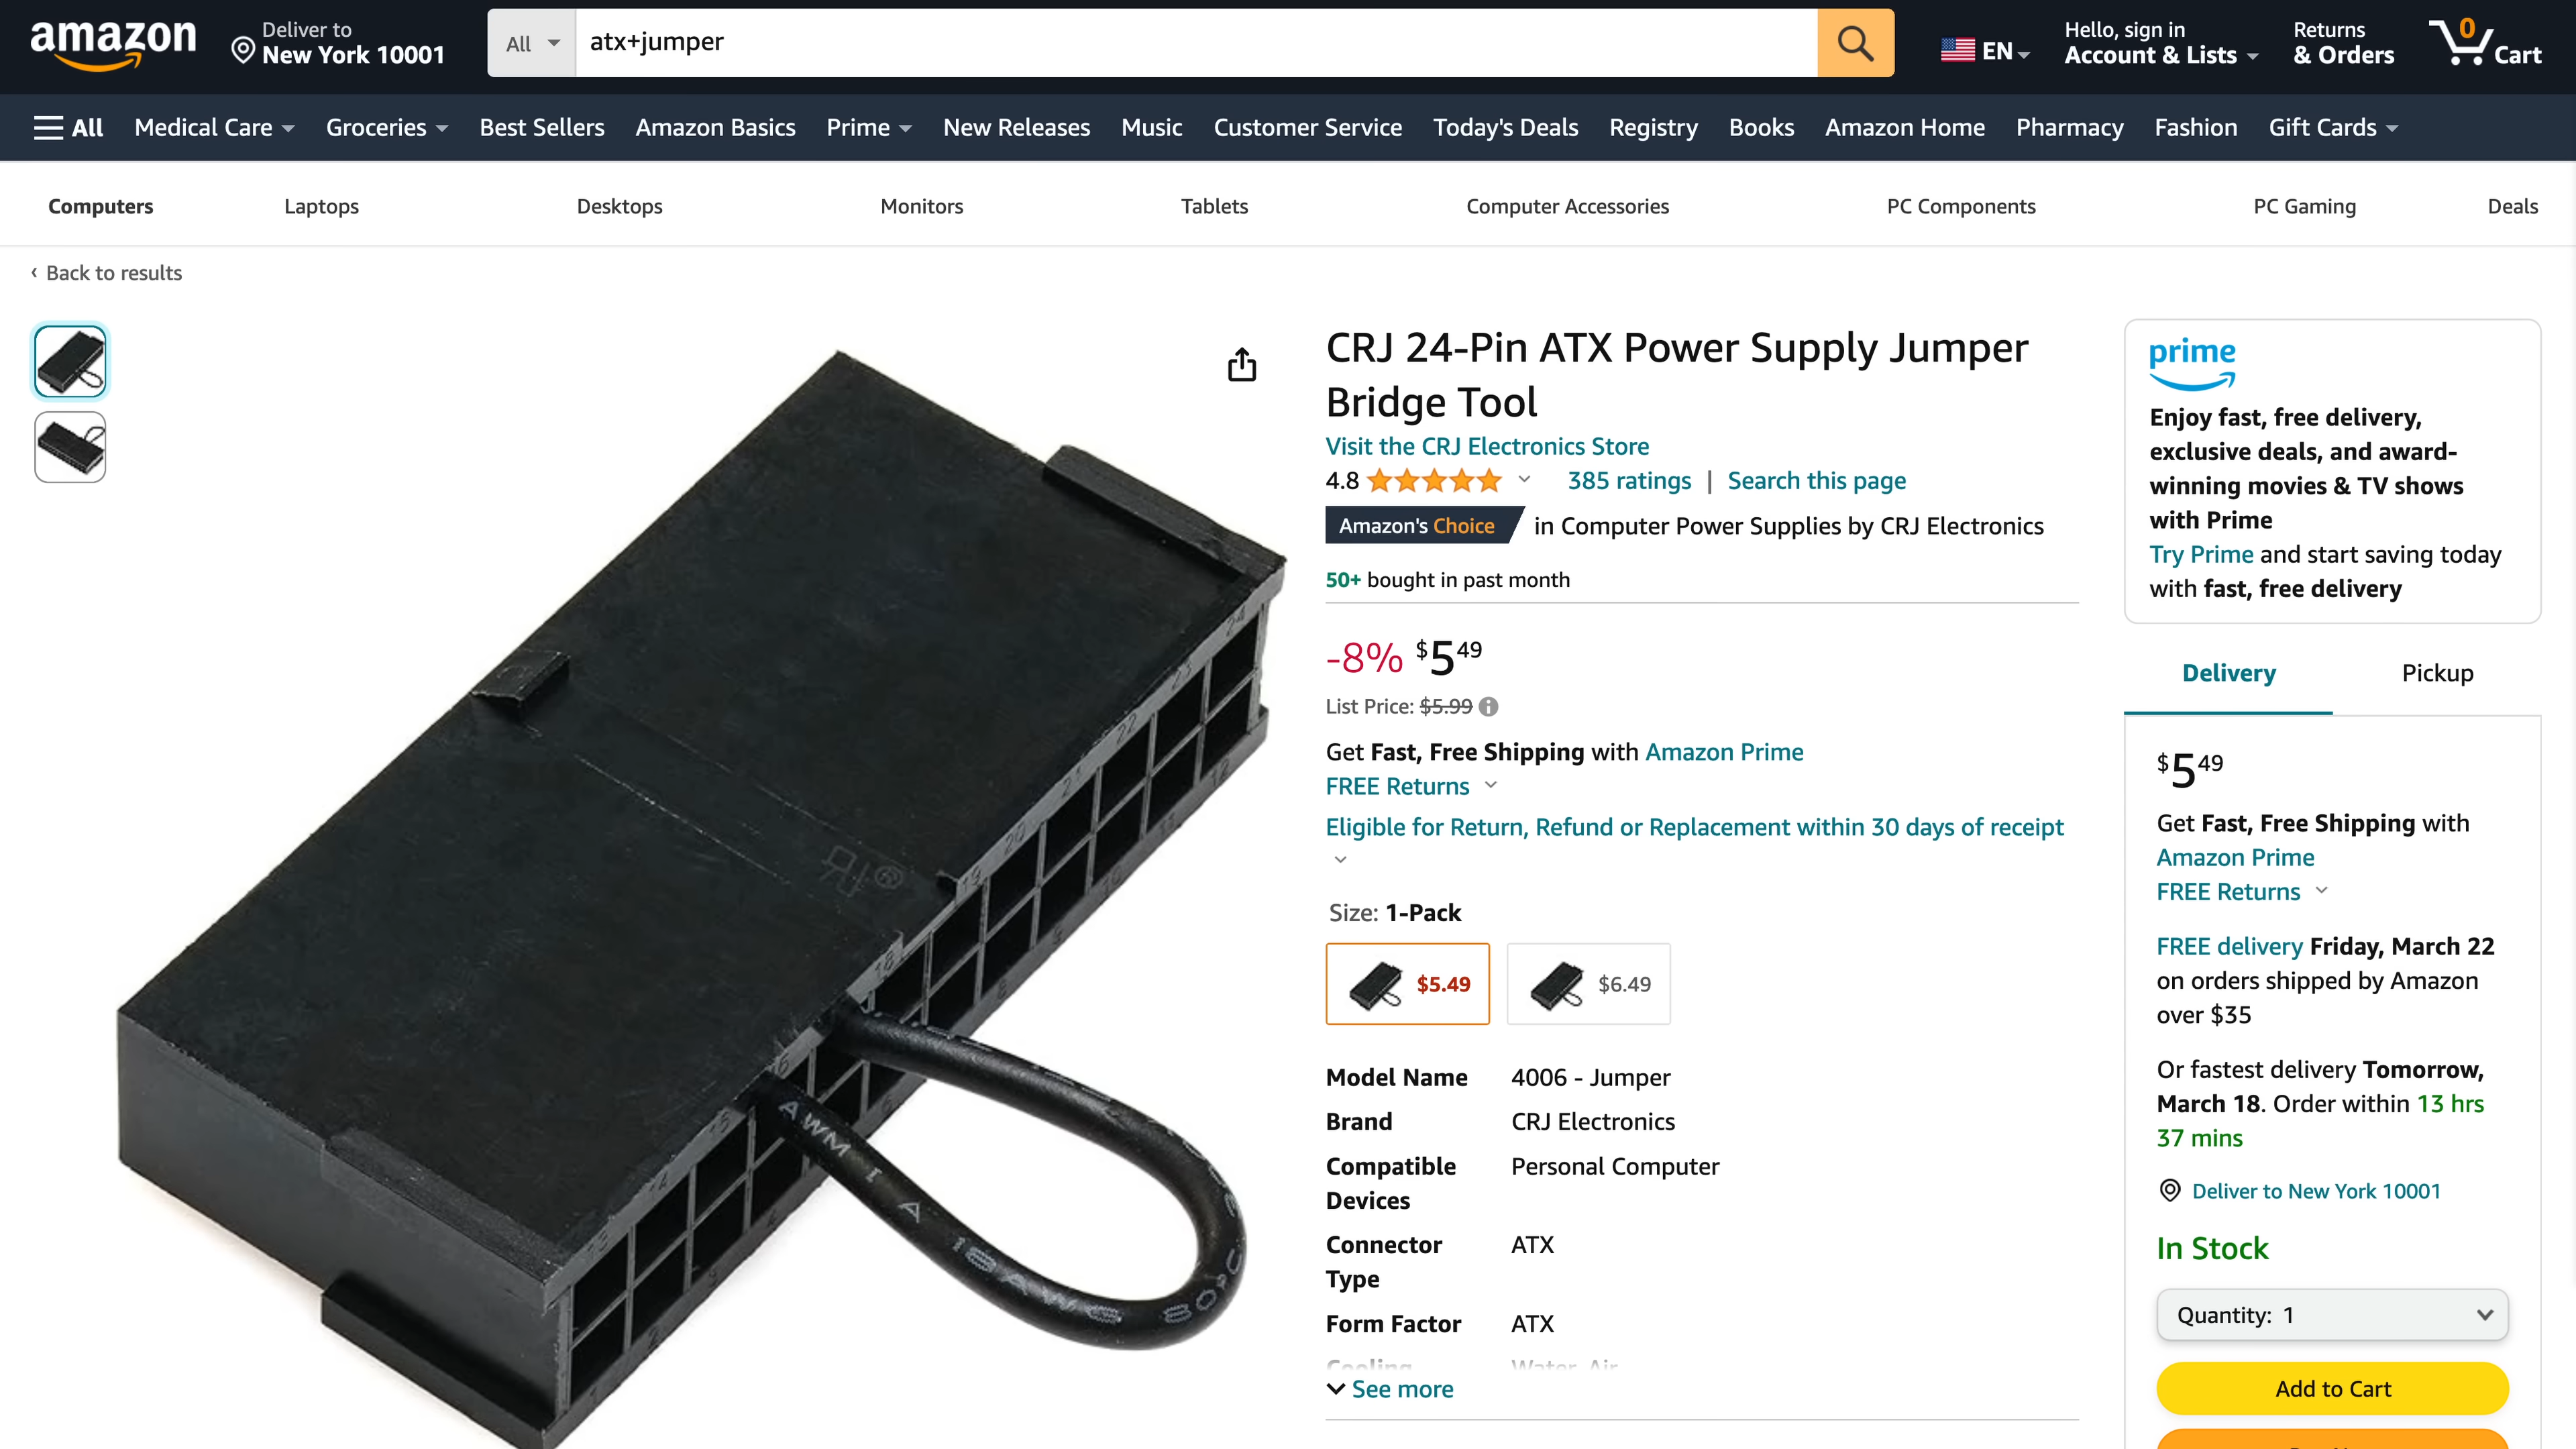 amazon
Deliver to
New York 10001
All
atx+jumper
EN
Hello, sign in
Account & Lists
Returns
& Orders
0
Cart
All
Medical Care
Groceries
Best Sellers
Amazon Basics
Prime
New Releases
Music
Customer Service
Today's Deals
Registry
Books
Amazon Home
Pharmacy
Fashion
Gift Cards
Computers
Laptops
Desktops
Monitors
Tablets
Computer Accessories
PC Components
PC Gaming
Deals
‹ Back to results
CRJ 24-Pin ATX Power Supply Jumper
Bridge Tool
Visit the CRJ Electronics Store
4.8
385 ratings | Search this page
Amazon's Choice in Computer Power Supplies by CRJ Electronics
50+ bought in past month
-8% $5 49
List Price: $5.99
Get Fast, Free Shipping with Amazon Prime
FREE Returns
Eligible for Return, Refund or Replacement within 30 days of receipt
Size: 1-Pack
$5.49
$6.49
Model Name 4006 - Jumper
Brand CRJ Electronics
Compatible Devices Personal Computer
Connector Type ATX
Form Factor ATX
Cooling Water, Air
See more
AWM I A 18AWG 80
prime
Enjoy fast, free delivery,
exclusive deals, and award-
winning movies & TV shows
with Prime
Try Prime and start saving today
with fast, free delivery
Delivery
Pickup
$5 49
Get Fast, Free Shipping with
Amazon Prime
FREE Returns
FREE delivery Friday, March 22
on orders shipped by Amazon
over $35
Or fastest delivery Tomorrow,
March 18. Order within 13 hrs
37 mins
Deliver to New York 10001
In Stock
Quantity: 1
Add to Cart